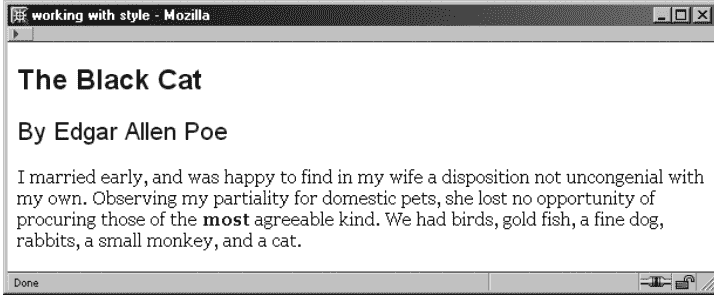 working with style - Mozilla
The Black Cat
By Edgar Allen Poe
I married early, and was happy to find in my wife a disposition not uncongenial with
my own. Observing my partiality for domestic pets, she lost no opportunity of
procuring those of the most agreeable kind. We had birds, gold fish, a fine dog,
rabbits, a small monkey, and a cat.
Done